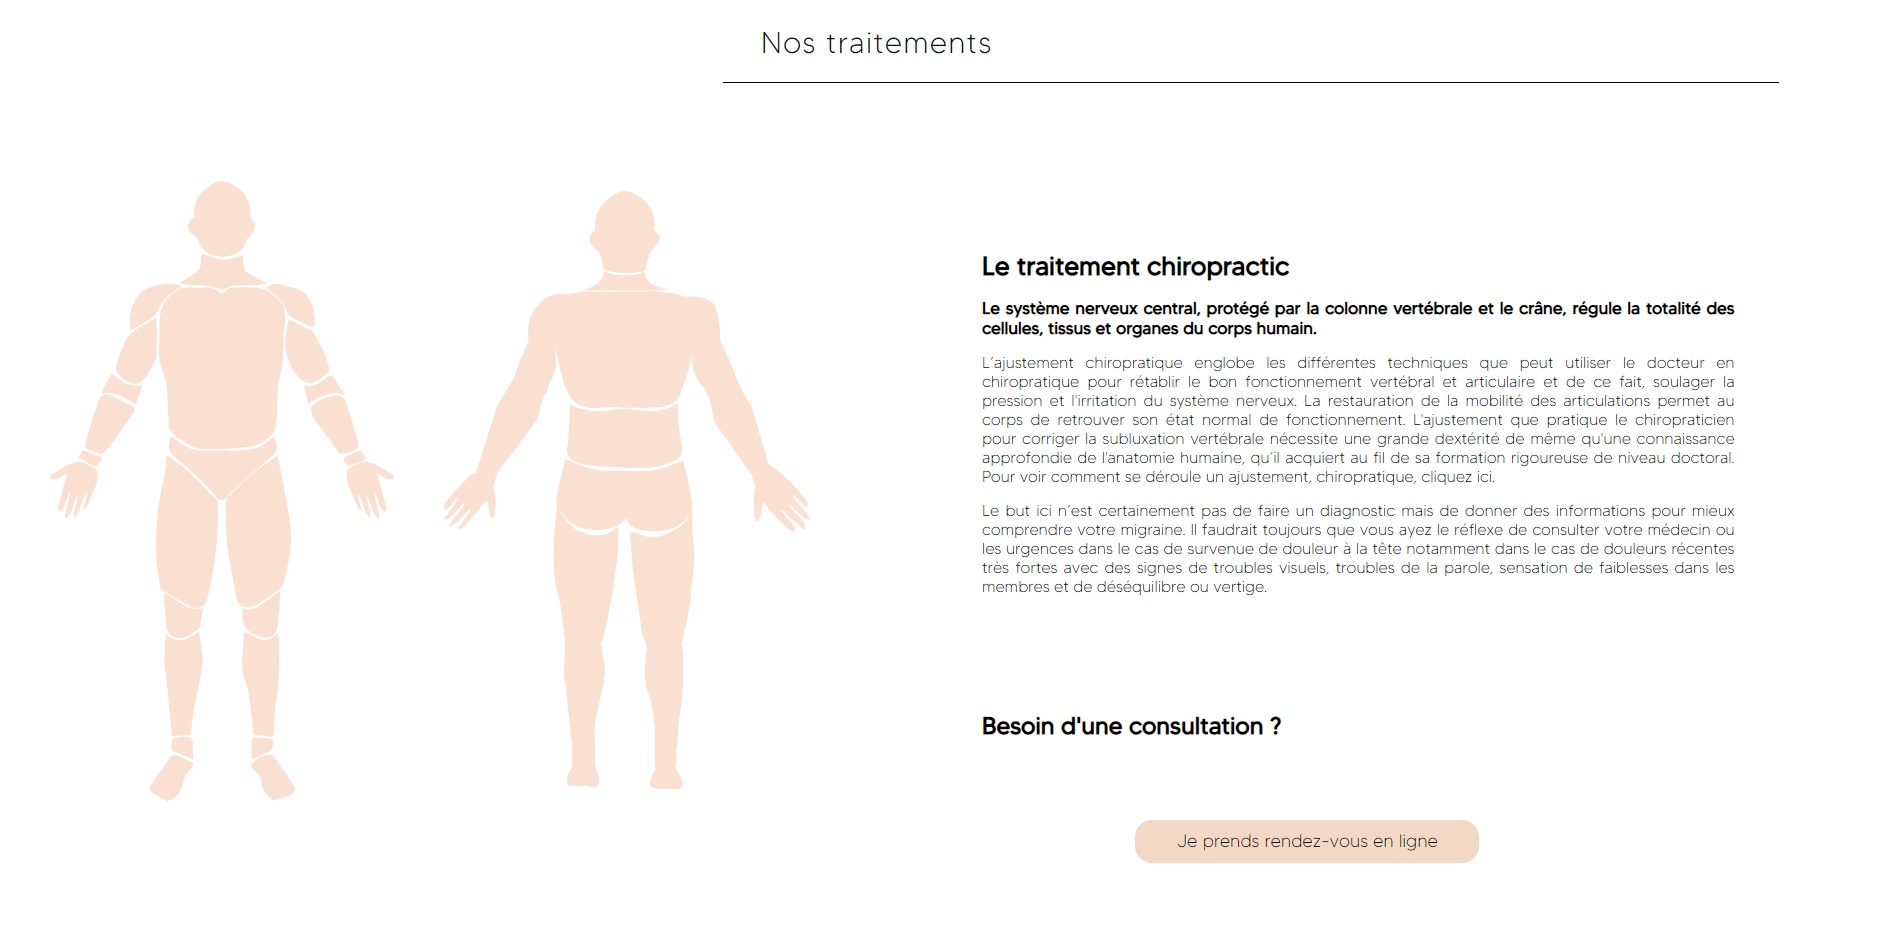 Nos traitements
Le traitement chiropractic
Le système nerveux central, protégé par la colonne vertébrale et le crâne, régule la totalité des
cellules, tissus et organes du corps humain.
L’ajustement chiropratique englobe les différentes techniques que peut utiliser le docteur en
chiropratique pour rétablir le bon fonctionnement vertébral et articulaire et de ce fait, soulager la
pression et l'irritation du système nerveux. La restauration de la mobilité des articulations permet au
corps de retrouver son état normal de fonctionnement. L'ajustement que pratique le chiropraticien
pour corriger la subluxation vertébrale nécessite une grande dextérité de même qu'une connaissance
approfondie de l'anatomie humaine, qu’il acquiert au fil de sa formation rigoureuse de niveau doctoral.
Pour voir comment se déroule un ajustement, chiropratique, cliquez ici.
Le but ici n’est certainement pas de faire un diagnostic mais de donner des informations pour mieux
comprendre votre migraine. Il faudrait toujours que vous ayez le réflexe de consulter votre médecin ou
les urgences dans le cas de survenue de douleur à la tête notamment dans le cas de douleurs récentes
très fortes avec des signes de troubles visuels, troubles de la parole, sensation de faiblesses dans les
membres et de déséquilibre ou vertige.
Besoin d'une consultation ?
Je prends rendez-vous en ligne